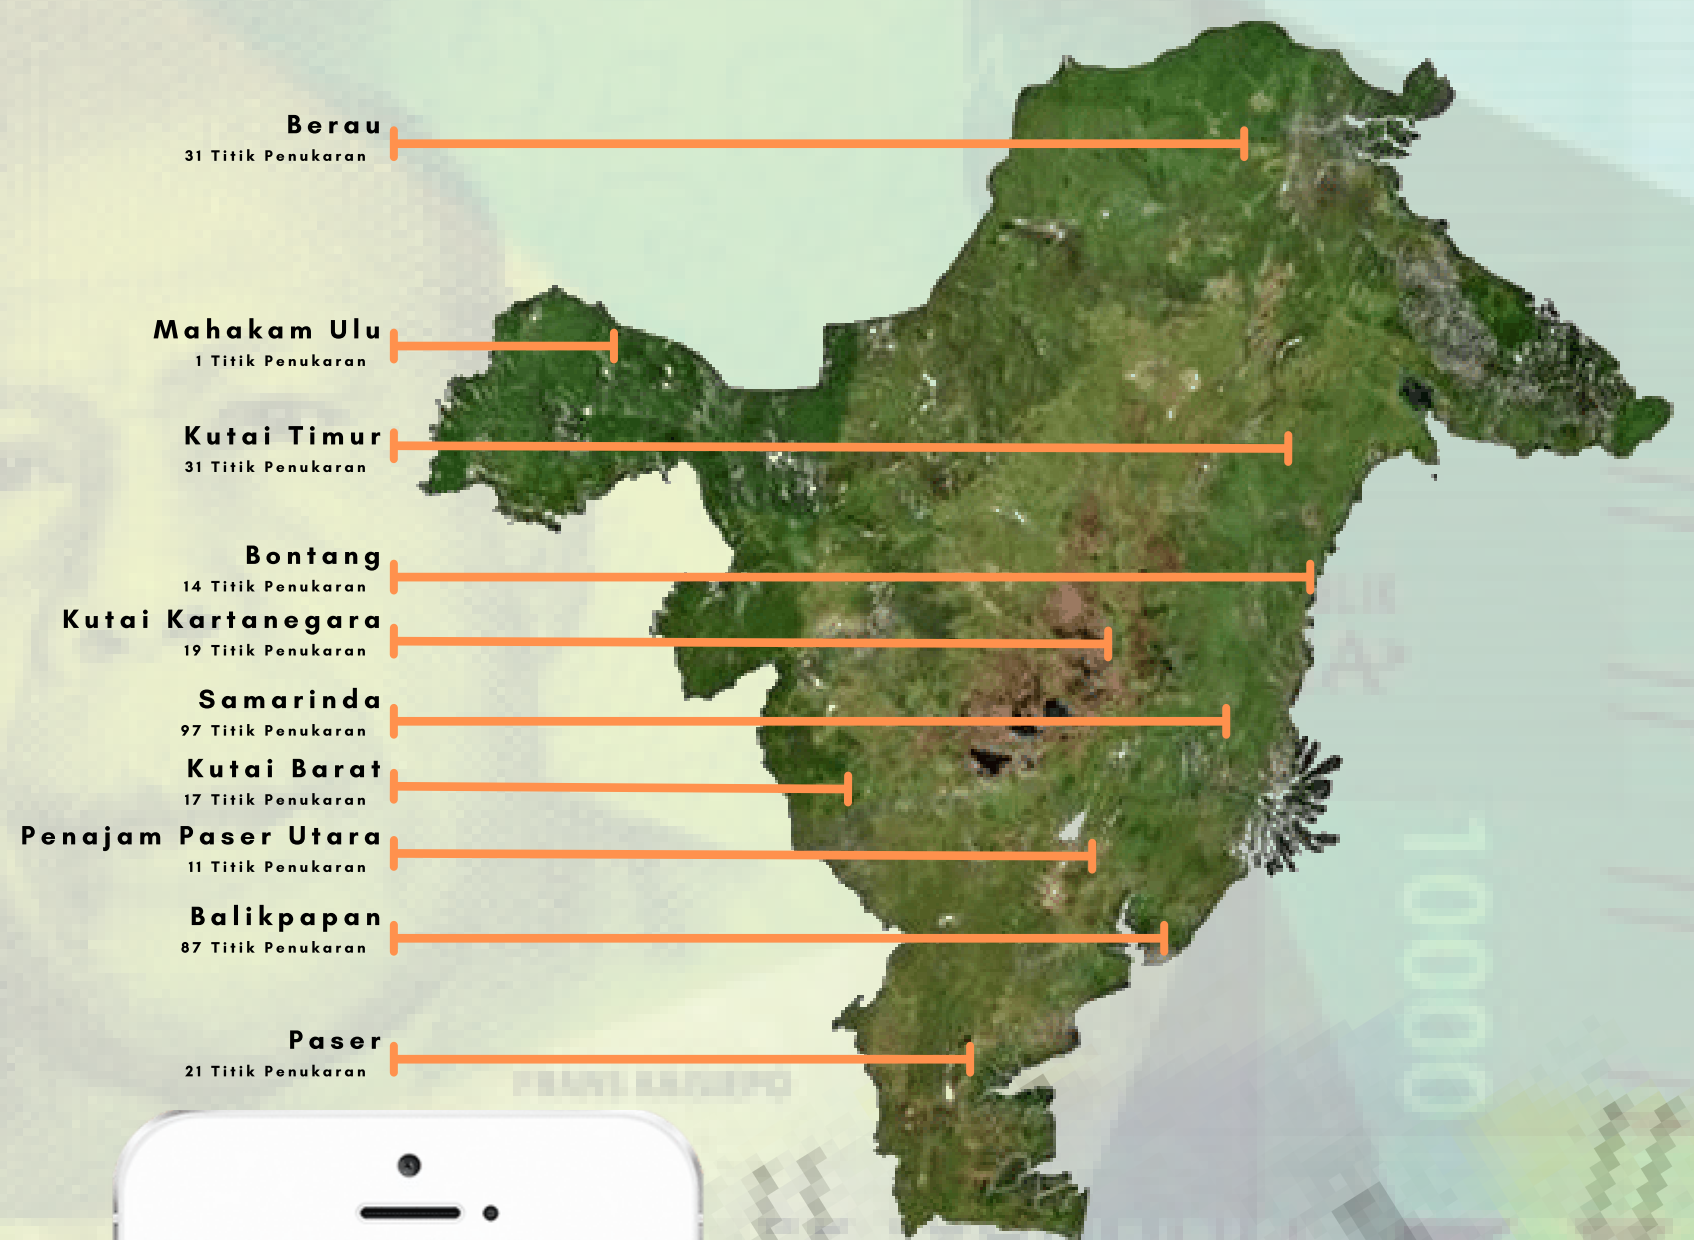 Berau
31 Titik Penukaran
Mahakam Ulu
1 Titik Penukaran
Kutai Timur
31 Titik Penukaran
Bontang
14 Titik Penukaran
Kutai Kartanegara
19 Titik Penukaran
Samarinda
97 Titik Penukaran
Kutai Barat
17 Titik Penukaran
Penajam Paser Utara
11 Titik Penukaran
Balikpapan
87 Titik Penukaran
Paser
21 Titik Penukaran
10000